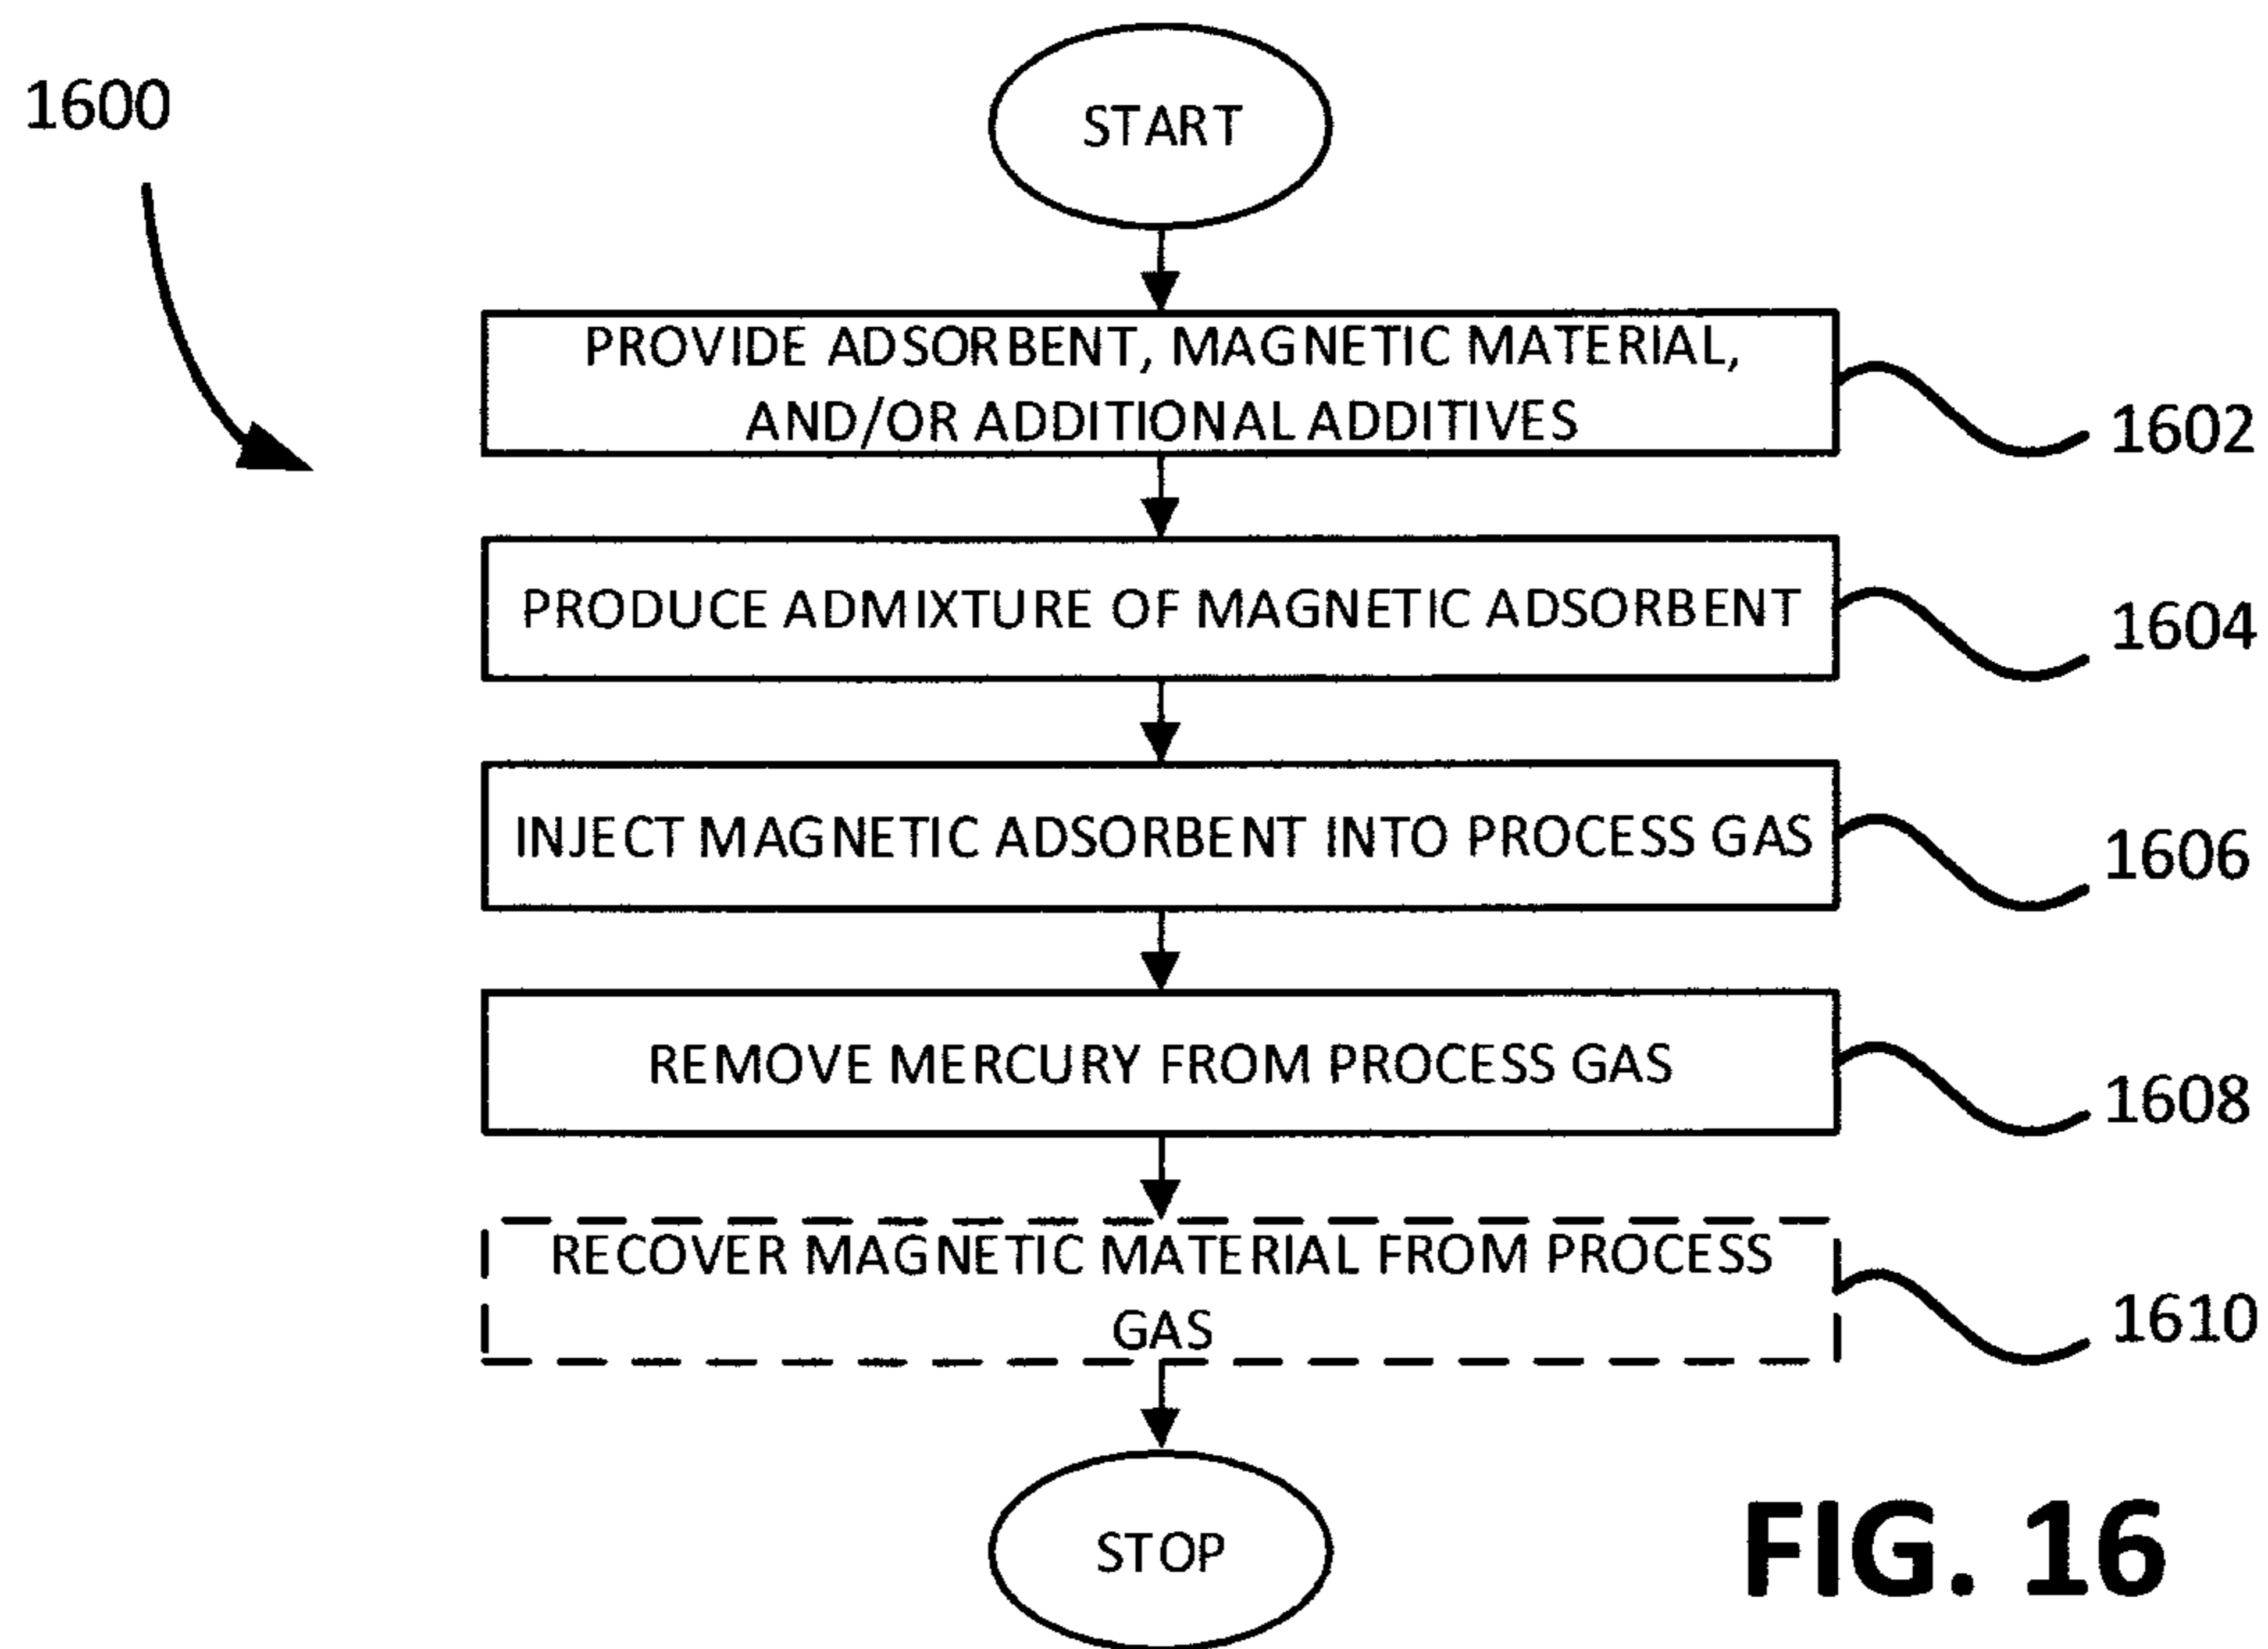 1600
START
PROVIDE ADSORBENT, MAGNETIC MATERIAL,
AND/OR ADDITIONAL ADDITIVES
1602
PRODUCE ADMIXTURE OF MAGNETIC ADSORBENT
1604
INJECT MAGNETIC ADSORBENT INTO PROCESS GAS
1606
REMOVE MERCURY FROM PROCESS GAS
1608
RECOVER MAGNETIC MATERIAL FROM PROCESS
GAS
1610
STOP
FIG. 16